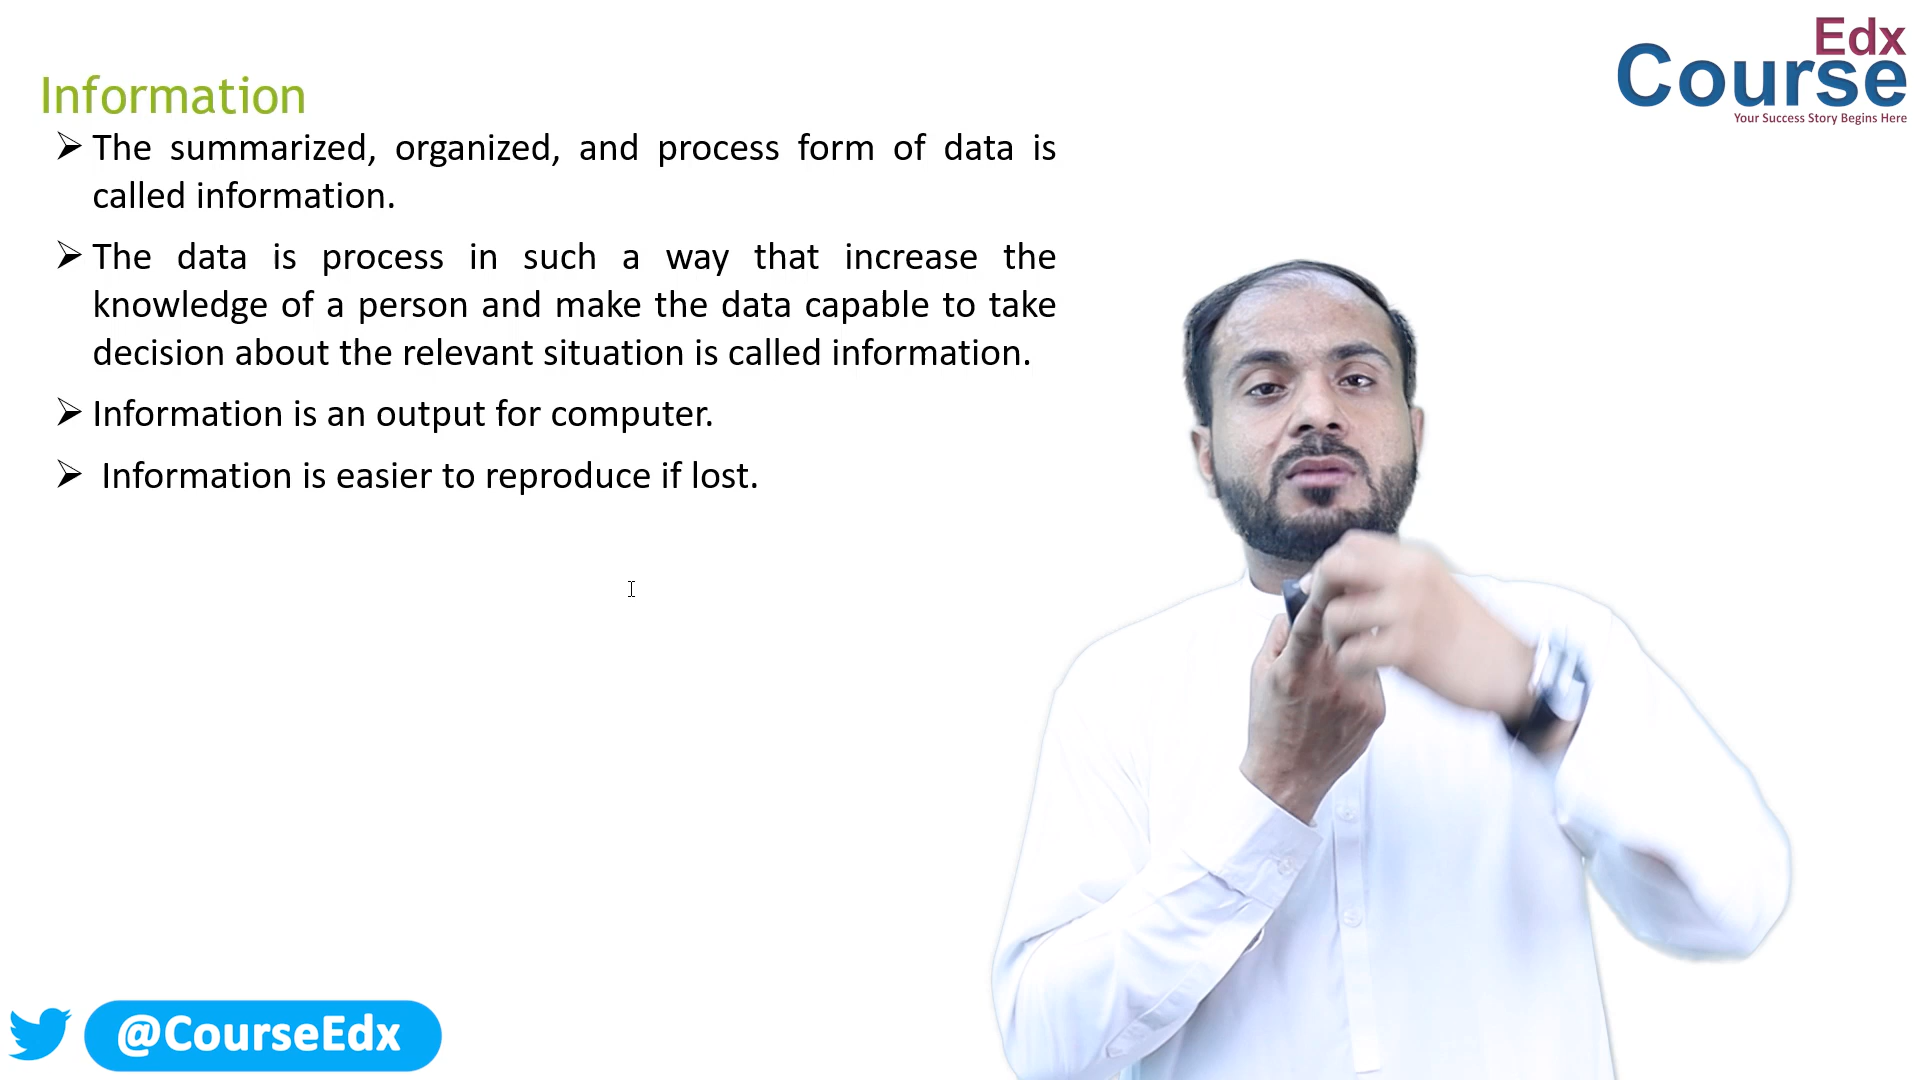 Edx
Course
Your Success Story Begins Here
Information
The summarized, organized, and process form of data is
called information.
The data is process in such a way that increase the
knowledge of a person and make the data capable to take
decision about the relevant situation is called information.
Information is an output for computer.
Information is easier to reproduce if lost.
@CourseEdx